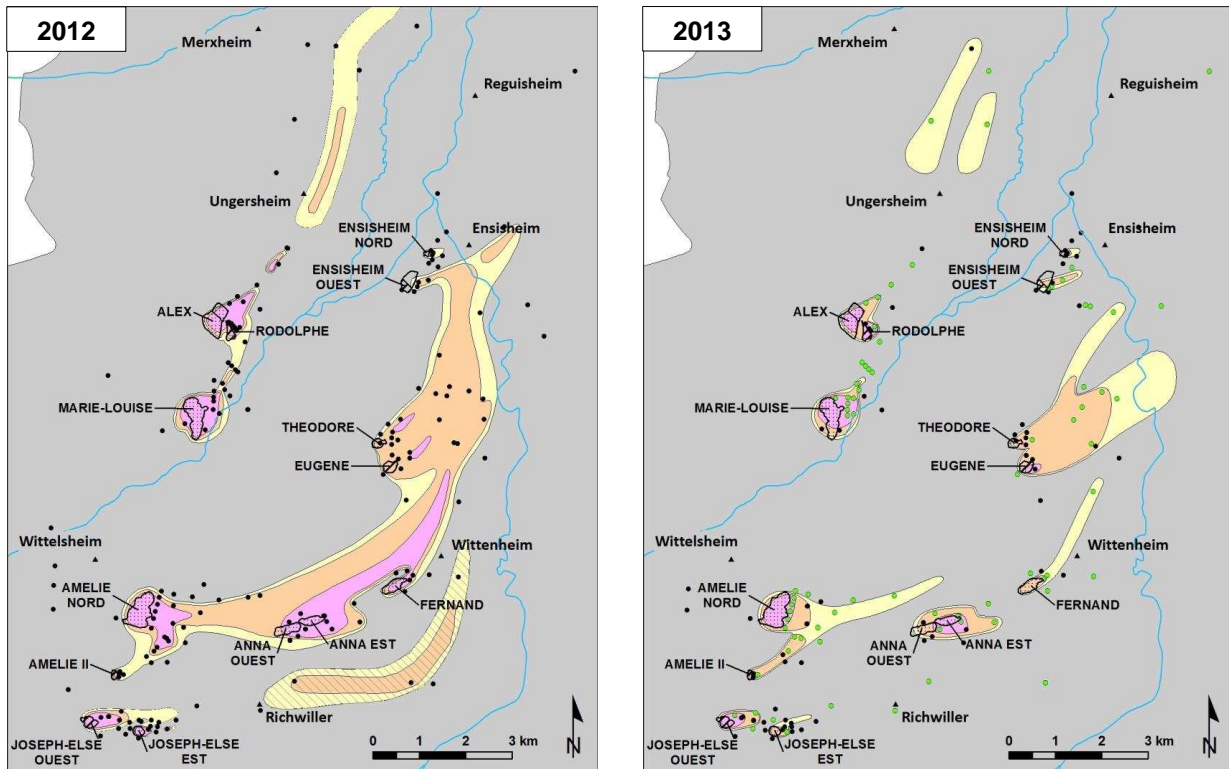 2012
Merxheim
Reguisheim
Ungersheim
ENSISHEIM
NORD
Ensisheim
ENSISHEIM
OUEST
ALEX
RODOLPHE
MARIE-LOUISE
THEODORE
EUGENE
Wittelsheim
Wittenheim
AMELIE
NORD
FERNAND
ANNA
OUEST
ANNA EST
AMELIE II
Richwiller
JOSEPH-ELSE
OUEST
JOSEPH-ELSE
EST
0 1 2 3 km
N
2013
Merxheim
Reguisheim
Ungersheim
ENSISHEIM
NORD
Ensisheim
ENSISHEIM
OUEST
ALEX
RODOLPHE
MARIE-LOUISE
THEODORE
EUGENE
Wittelsheim
Wittenheim
AMELIE
NORD
FERNAND
ANNA
OUEST
ANNA EST
AMELIE II
Richwiller
JOSEPH-ELSE
OUEST
JOSEPH-ELSE
EST
0 1 2 3 km
N